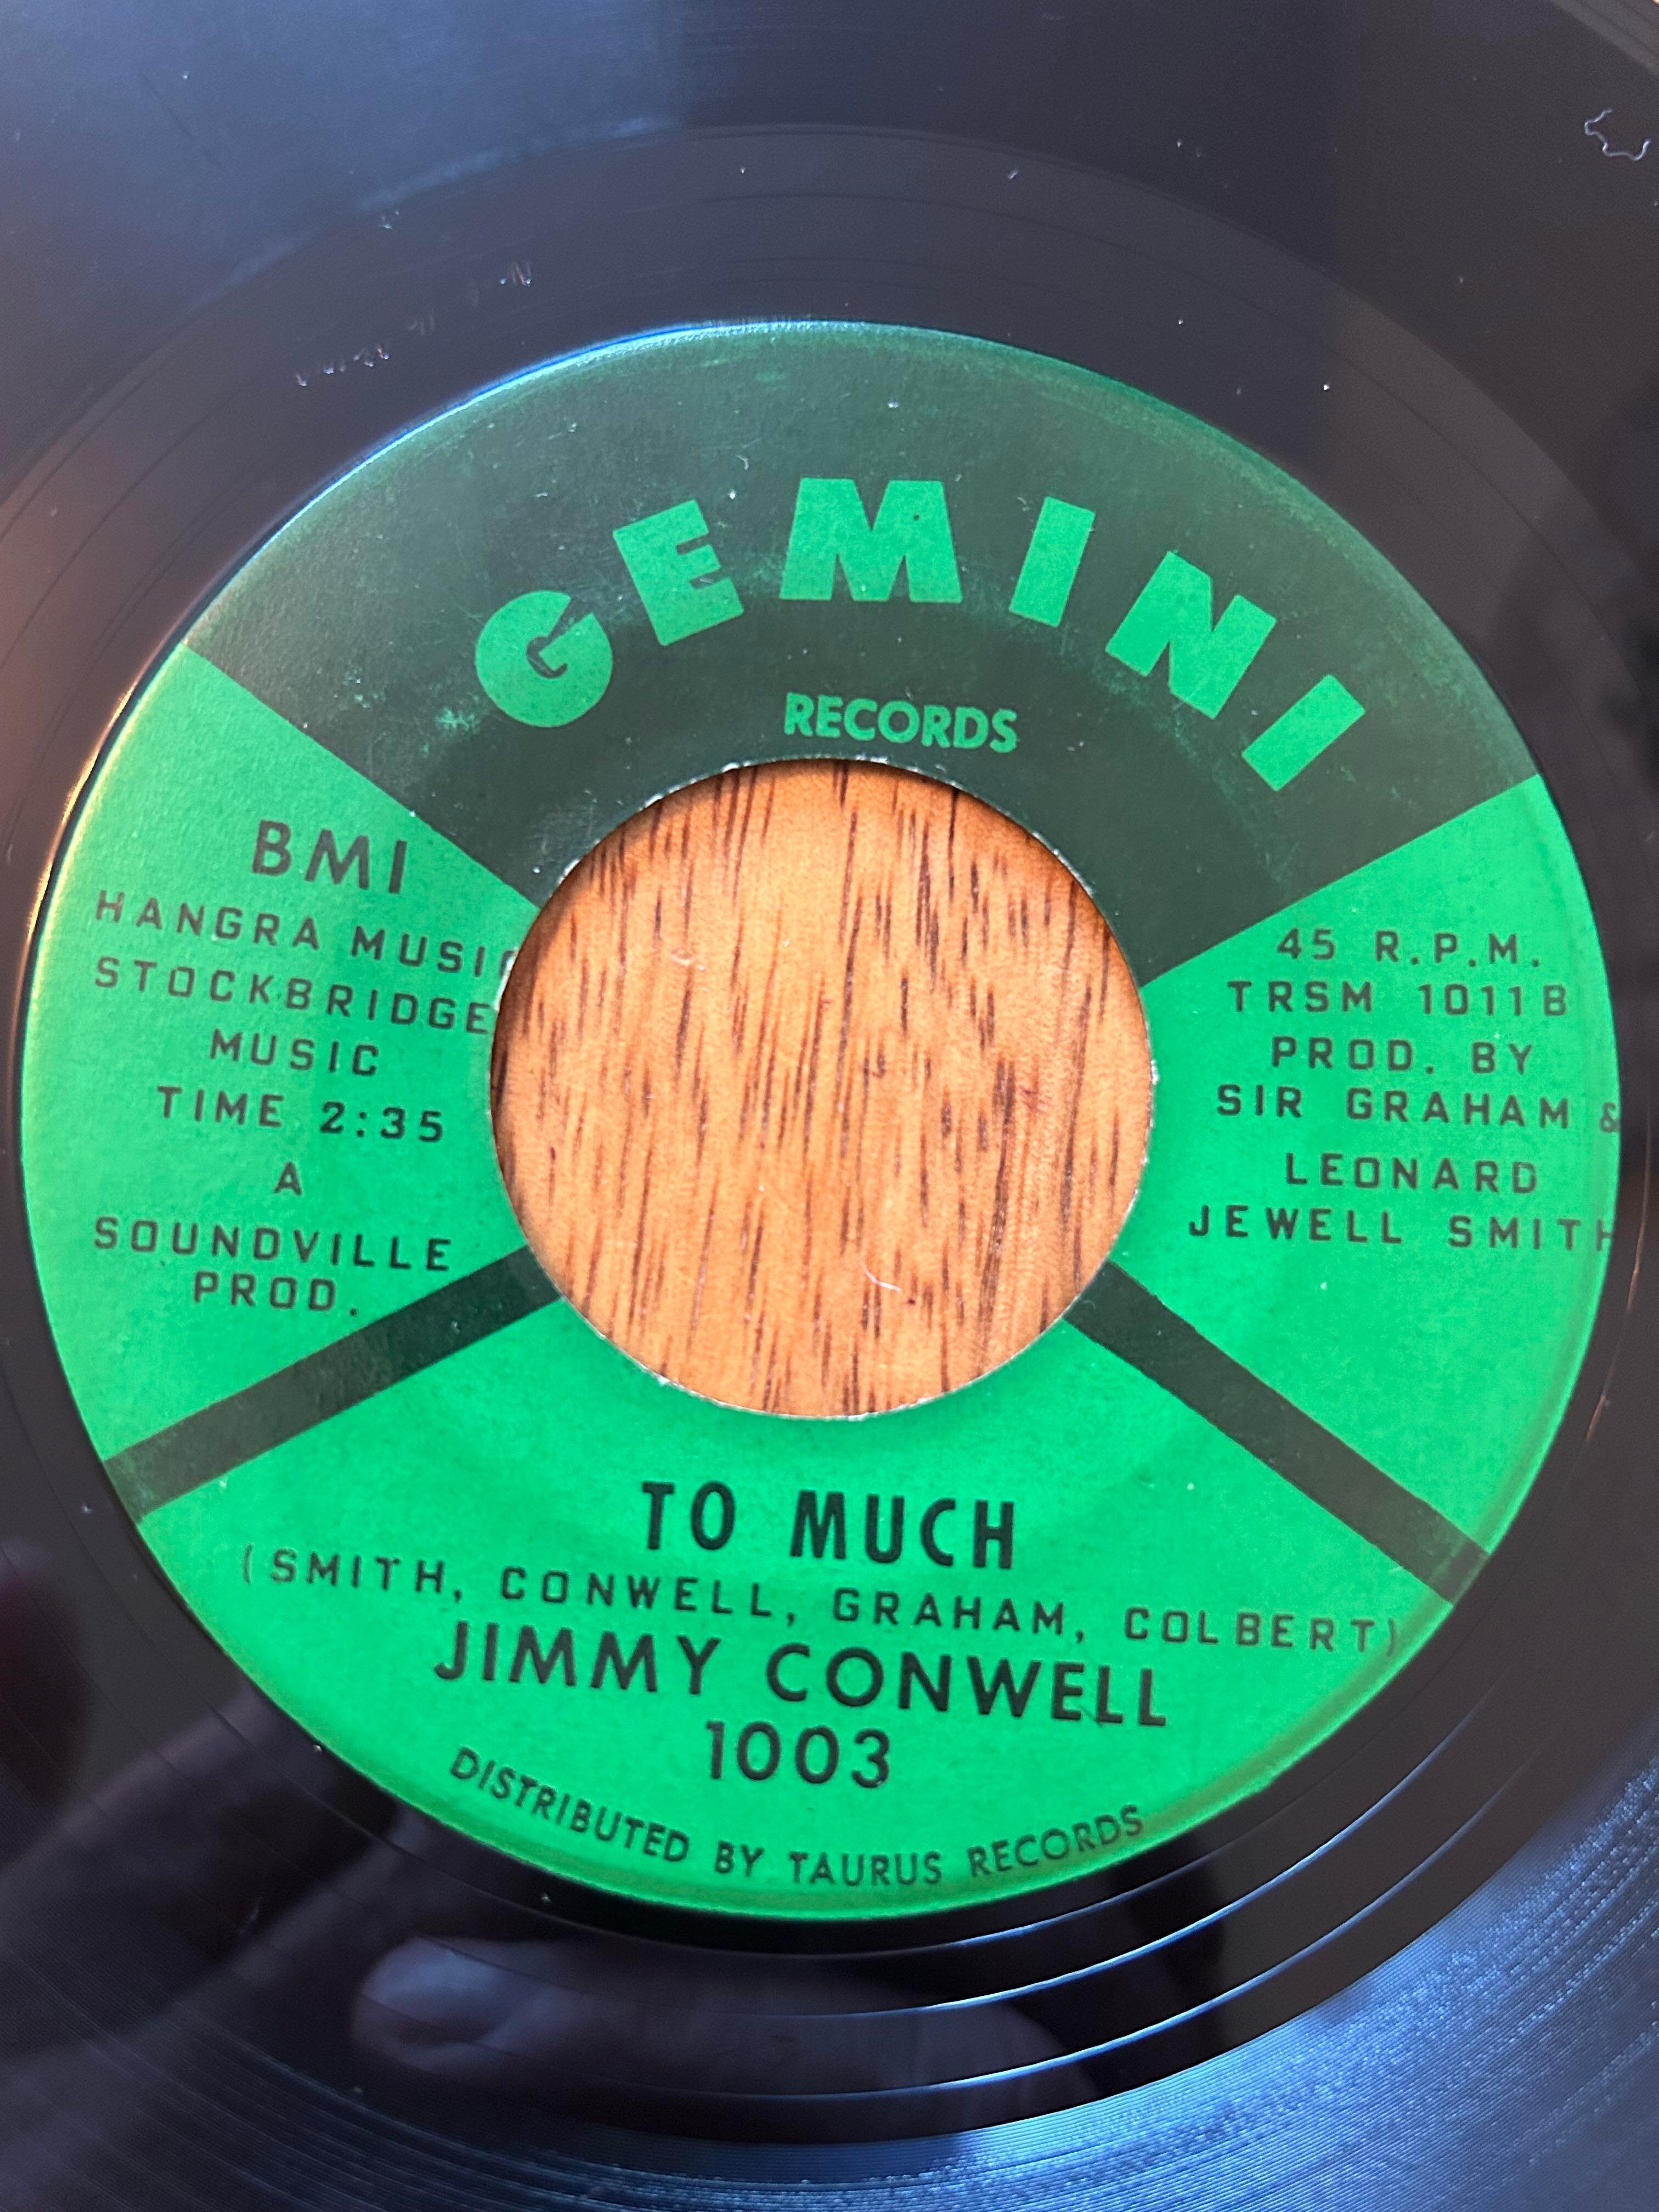 GEMINI
RECORDS
BMI
HANGRA MUSIC
STOCKBRIDGE
MUSIC
TIME 2:35
A
SOUNDVILLE
PROD.
45 R.P.M.
TRSM 1011B
PROD. BY
SIR GRAHAM &
LEONARD
JEWELL SMITH
TO MUCH
(SMITH, CONWELL, GRAHAM, COLBERT)
JIMMY CONWELL
1003
DISTRIBUTED BY TAURUS RECORDS